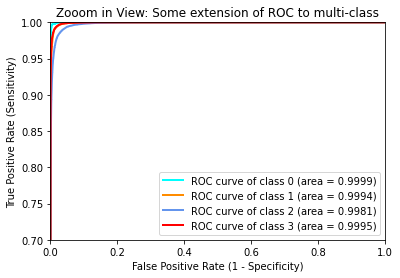 Zooom in View: Some extension of ROC to multi-class
True Positive Rate (Sensitivity)
1.00
0.95
0.90
0.85
0.80
0.75
0.70
ROC curve of class 0 (area = 0.9999)
ROC curve of class 1 (area = 0.9994)
ROC curve of class 2 (area = 0.9981)
ROC curve of class 3 (area = 0.9995)
0.0 0.2 0.4 0.6 0.8 1.0
False Positive Rate (1 - Specificity)